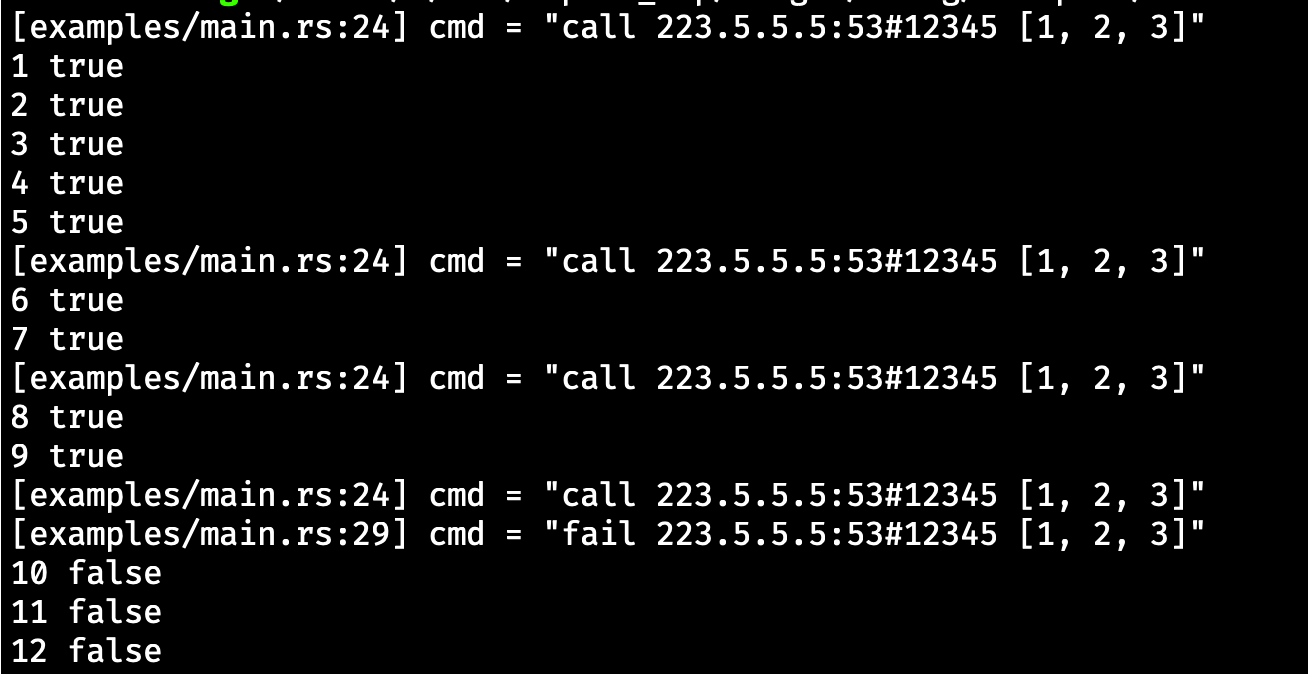 [examples/main.rs:24] cmd = "call 223.5.5.5:53#12345 [1, 2, 3]"
1 true
2 true
3 true
4 true
5 true
[examples/main.rs:24] cmd = "call 223.5.5.5:53#12345 [1, 2, 3]"
6 true
7 true
[examples/main.rs:24] cmd = "call 223.5.5.5:53#12345 [1, 2, 3]"
8 true
9 true
[examples/main.rs:24] cmd = "call 223.5.5.5:53#12345 [1, 2, 3]"
[examples/main.rs:29] cmd = "fail 223.5.5.5:53#12345 [1, 2, 3]"
10 false
11 false
12 false